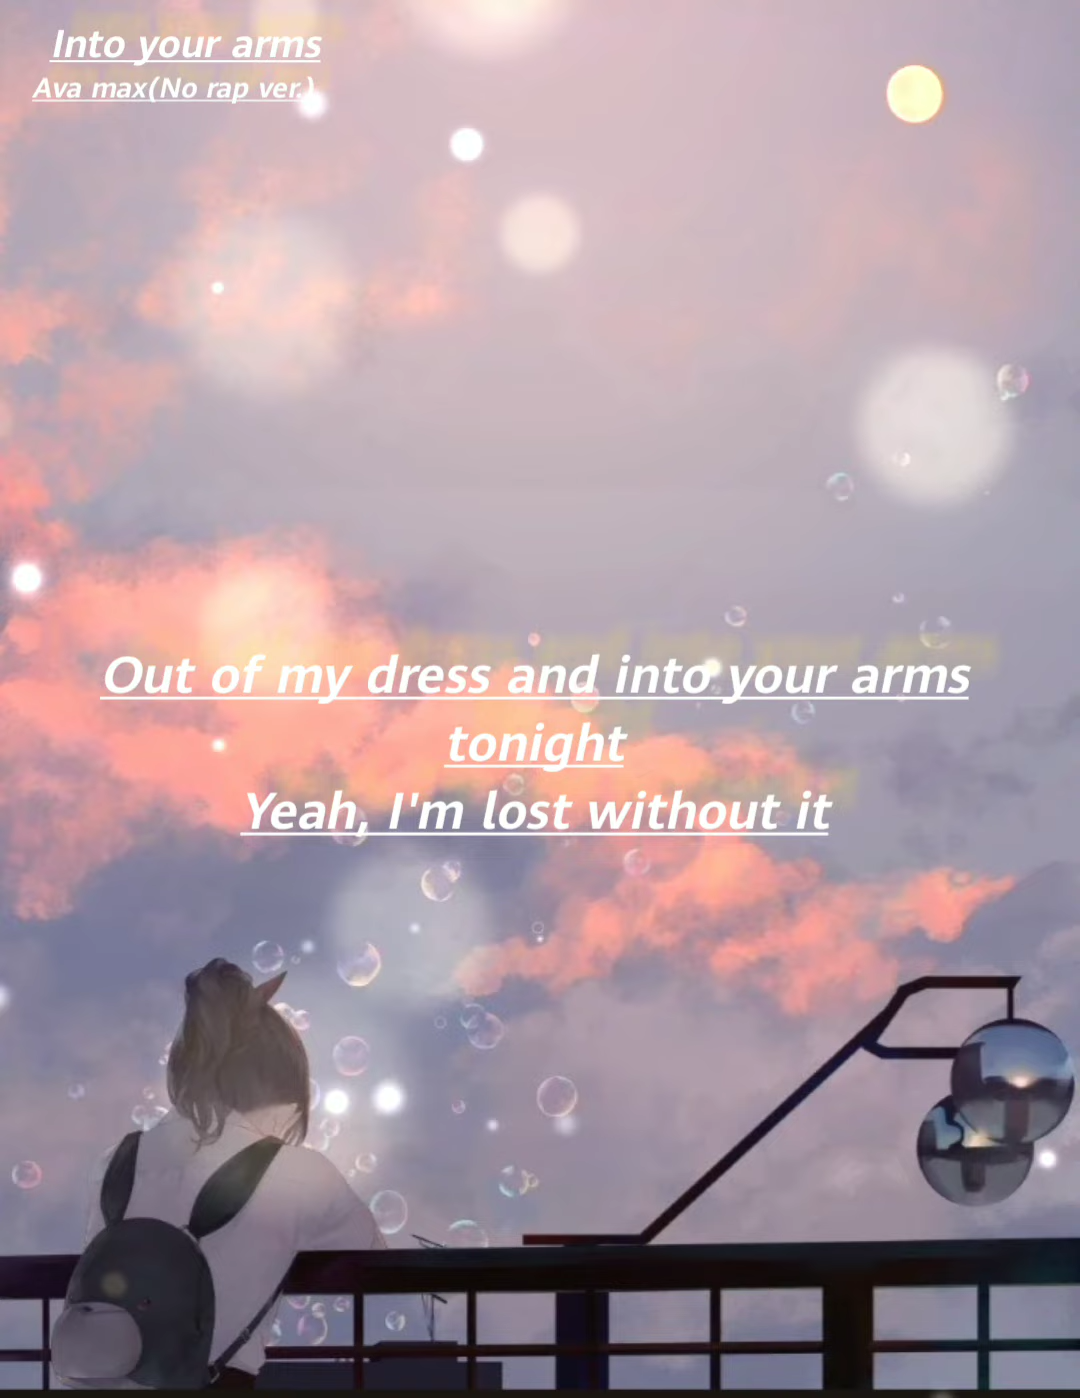 Into your arms
Ava max(No rap ver.)
Out of my dress and into your arms
tonight
Yeah, I'm lost without it